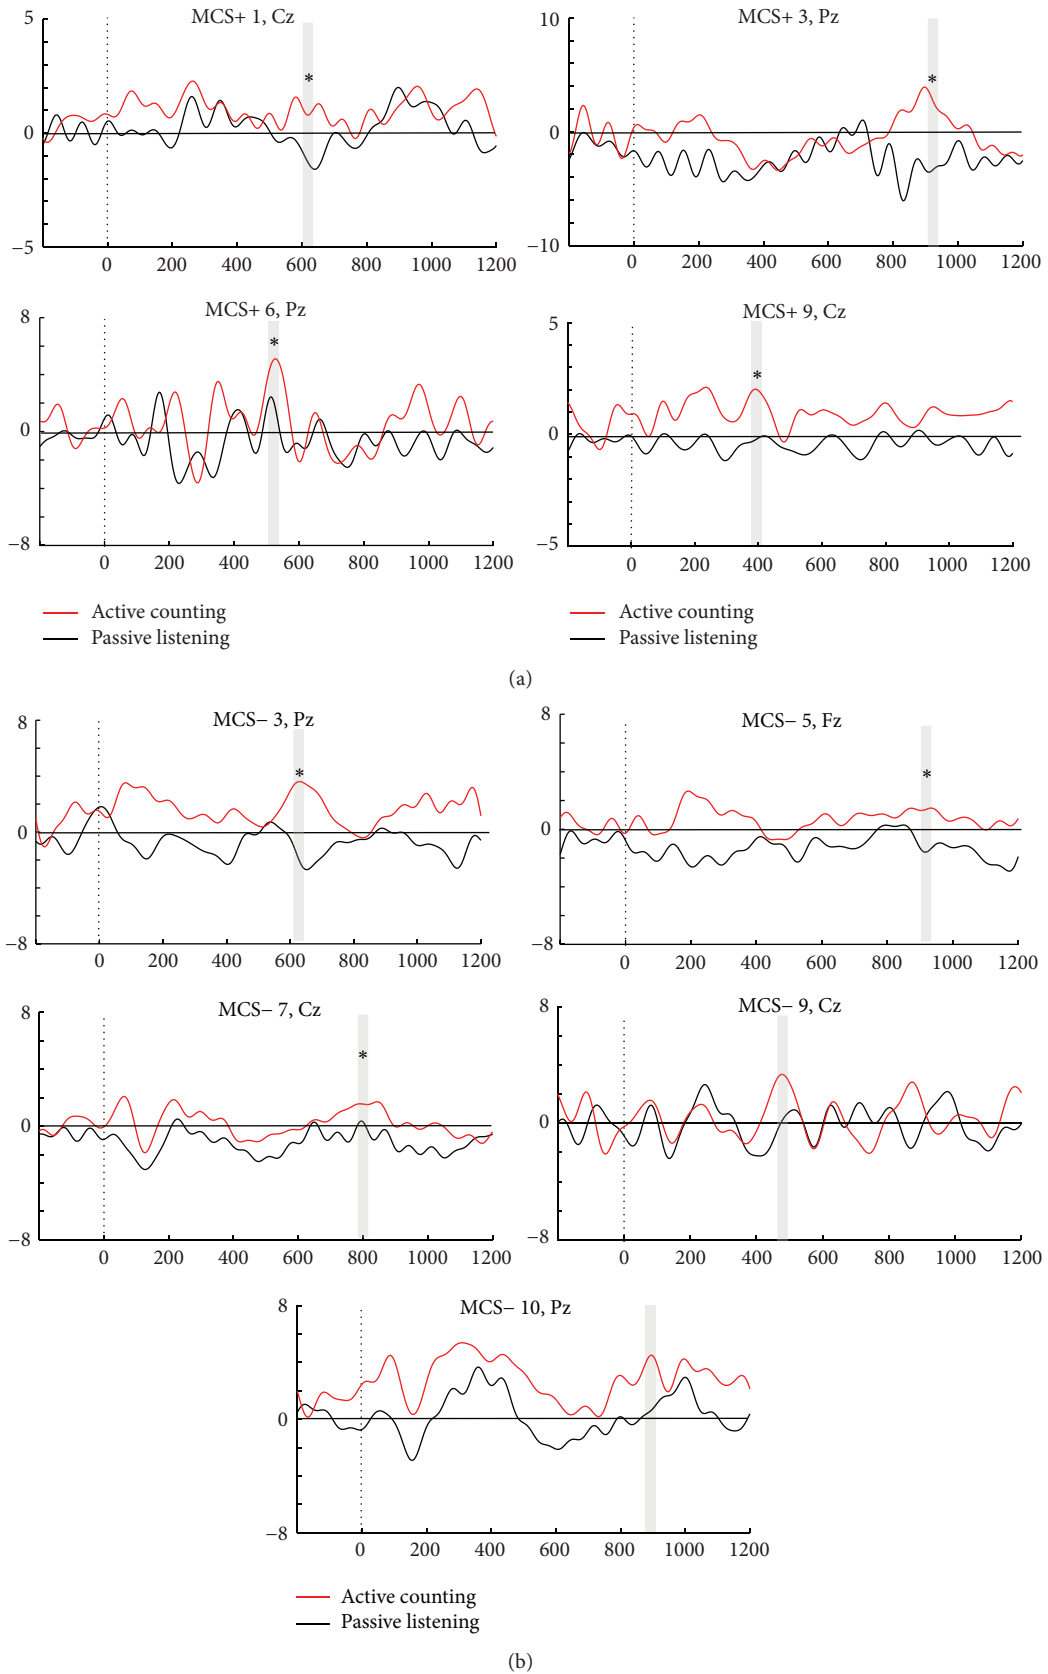 MCS+ 1, Cz
5
0
−5
*
0 200 400 600 800 1000 1200
MCS+ 3, Pz
10
0
−10
*
0 200 400 600 800 1000 1200
MCS+ 6, Pz
8
0
−8
*
0 200 400 600 800 1000 1200
MCS+ 9, Cz
5
0
−5
*
0 200 400 600 800 1000 1200
Active counting
Passive listening
Active counting
Passive listening
(a)
MCS− 3, Pz
8
0
−8
*
0 200 400 600 800 1000 1200
MCS− 5, Fz
8
0
−8
*
0 200 400 600 800 1000 1200
MCS− 7, Cz
8
0
−8
*
0 200 400 600 800 1000 1200
MCS− 9, Cz
8
0
−8
0 200 400 600 800 1000 1200
MCS− 10, Pz
8
0
−8
0 200 400 600 800 1000 1200
Active counting
Passive listening
(b)